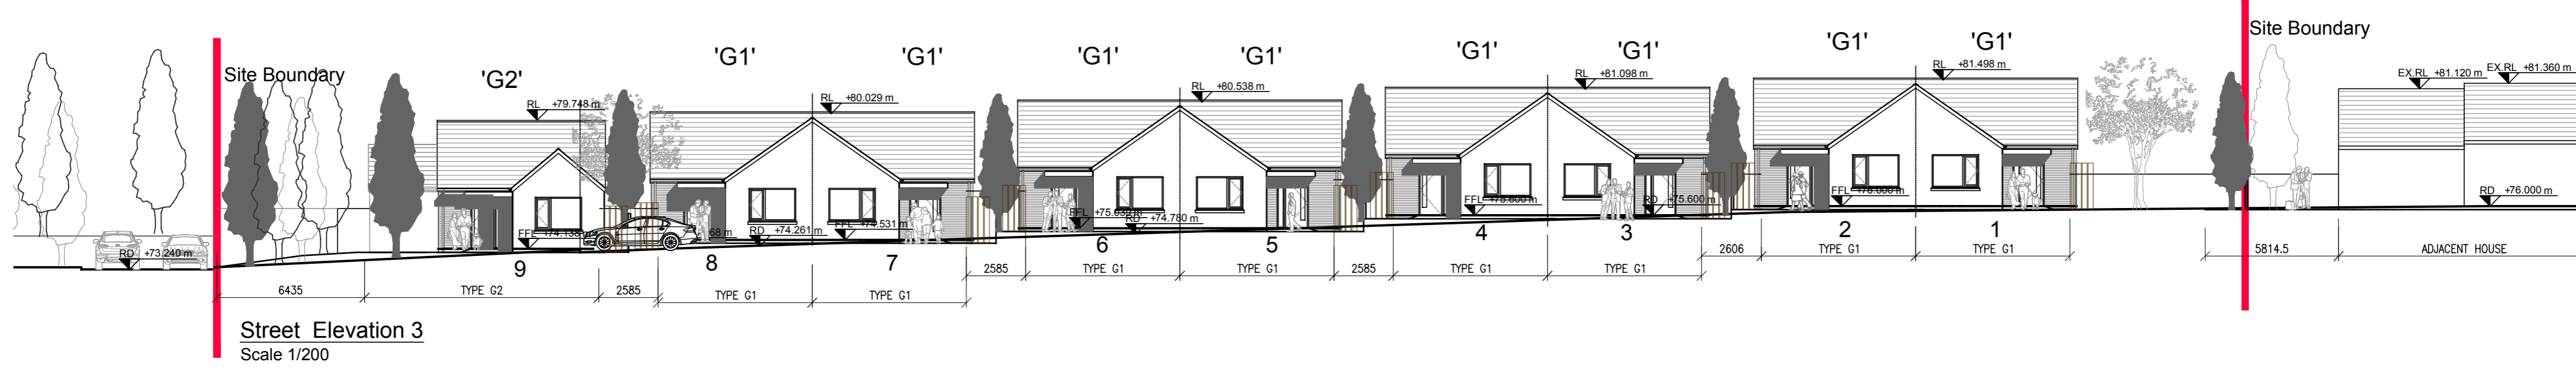 Site Boundary
'G2'
'G1'
'G1'
'G1'
'G1'
'G1'
'G1'
'G1'
'G1'
Site Boundary
RL +79.748 m
RL +80.029 m
RL +80.538 m
RL +81.098 m
RL +81.498 m
EX.RL +81.120 m
EX.RL +81.360 m
RD +73.240 m
FFL
RD +74.261 m
FFL +74.531 m
FFL
RD +74.780 m
FFL +75.600 m
RD +75.600 m
FFL +76.000 m
RD +76.000 m
9
8
7
6
5
4
3
2
1
6435
TYPE G2
2585
TYPE G1
TYPE G1
2585
TYPE G1
TYPE G1
2585
TYPE G1
TYPE G1
2606
TYPE G1
TYPE G1
5814.5
ADJACENT HOUSE
Street Elevation 3
Scale 1/200